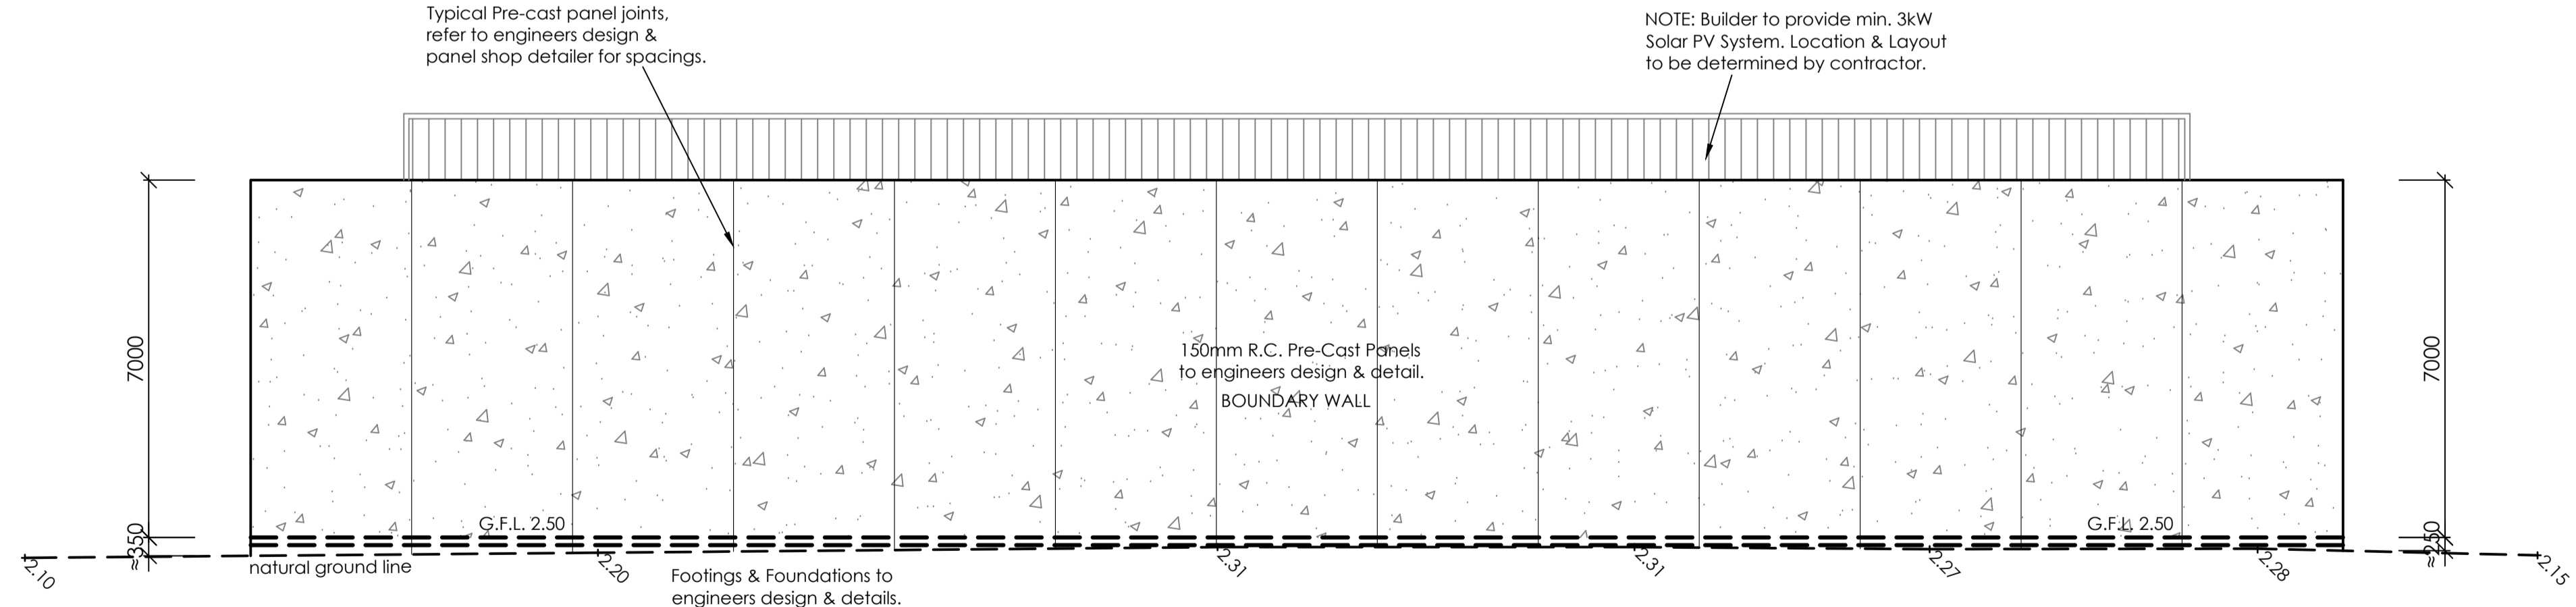 Typical Pre-cast panel joints,
refer to engineers design &
panel shop detailer for spacings.
NOTE: Builder to provide min. 3kW
Solar PV System. Location & Layout
to be determined by contractor.
7000
7000
150mm R.C. Pre-Cast Panels
to engineers design & detail.
BOUNDARY WALL
G.F.L. 2.50
G.F.L. 2.50
≈350
≈250
natural ground line
2.10
2.20
2.31
2.31
2.27
2.28
2.15
Footings & Foundations to
engineers design & details.